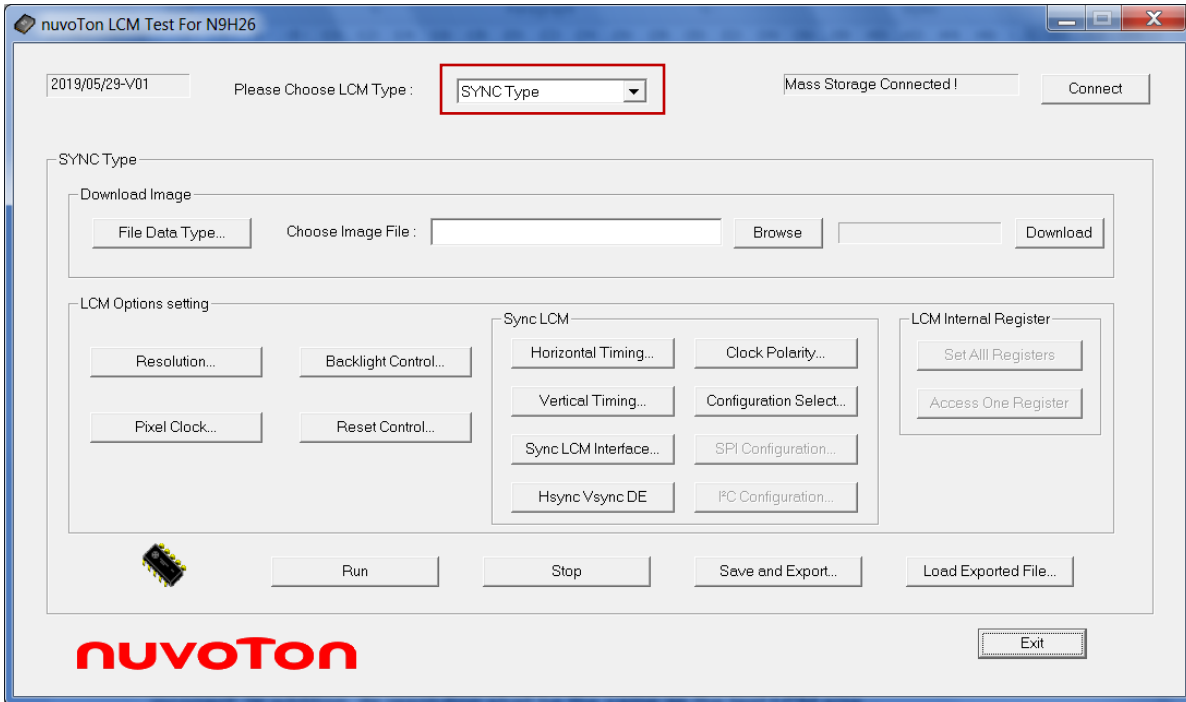 nuvoTon LCM Test For N9H26
2019/05/29-V01
Please Choose LCM Type :
SYNC Type
Mass Storage Connected !
Connect
SYNC Type
Download Image
File Data Type...
Choose Image File :
Browse
Download
LCM Options setting
Resolution...
Backlight Control...
Pixel Clock...
Reset Control...
Sync LCM
Horizontal Timing...
Clock Polarity...
Vertical Timing...
Configuration Select...
Sync LCM Interface...
SPI Configuration...
Hsync Vsync DE
I²C Configuration...
LCM Internal Register
Set Alll Registers
Access One Register
Run
Stop
Save and Export...
Load Exported File...
nuvoTon
Exit